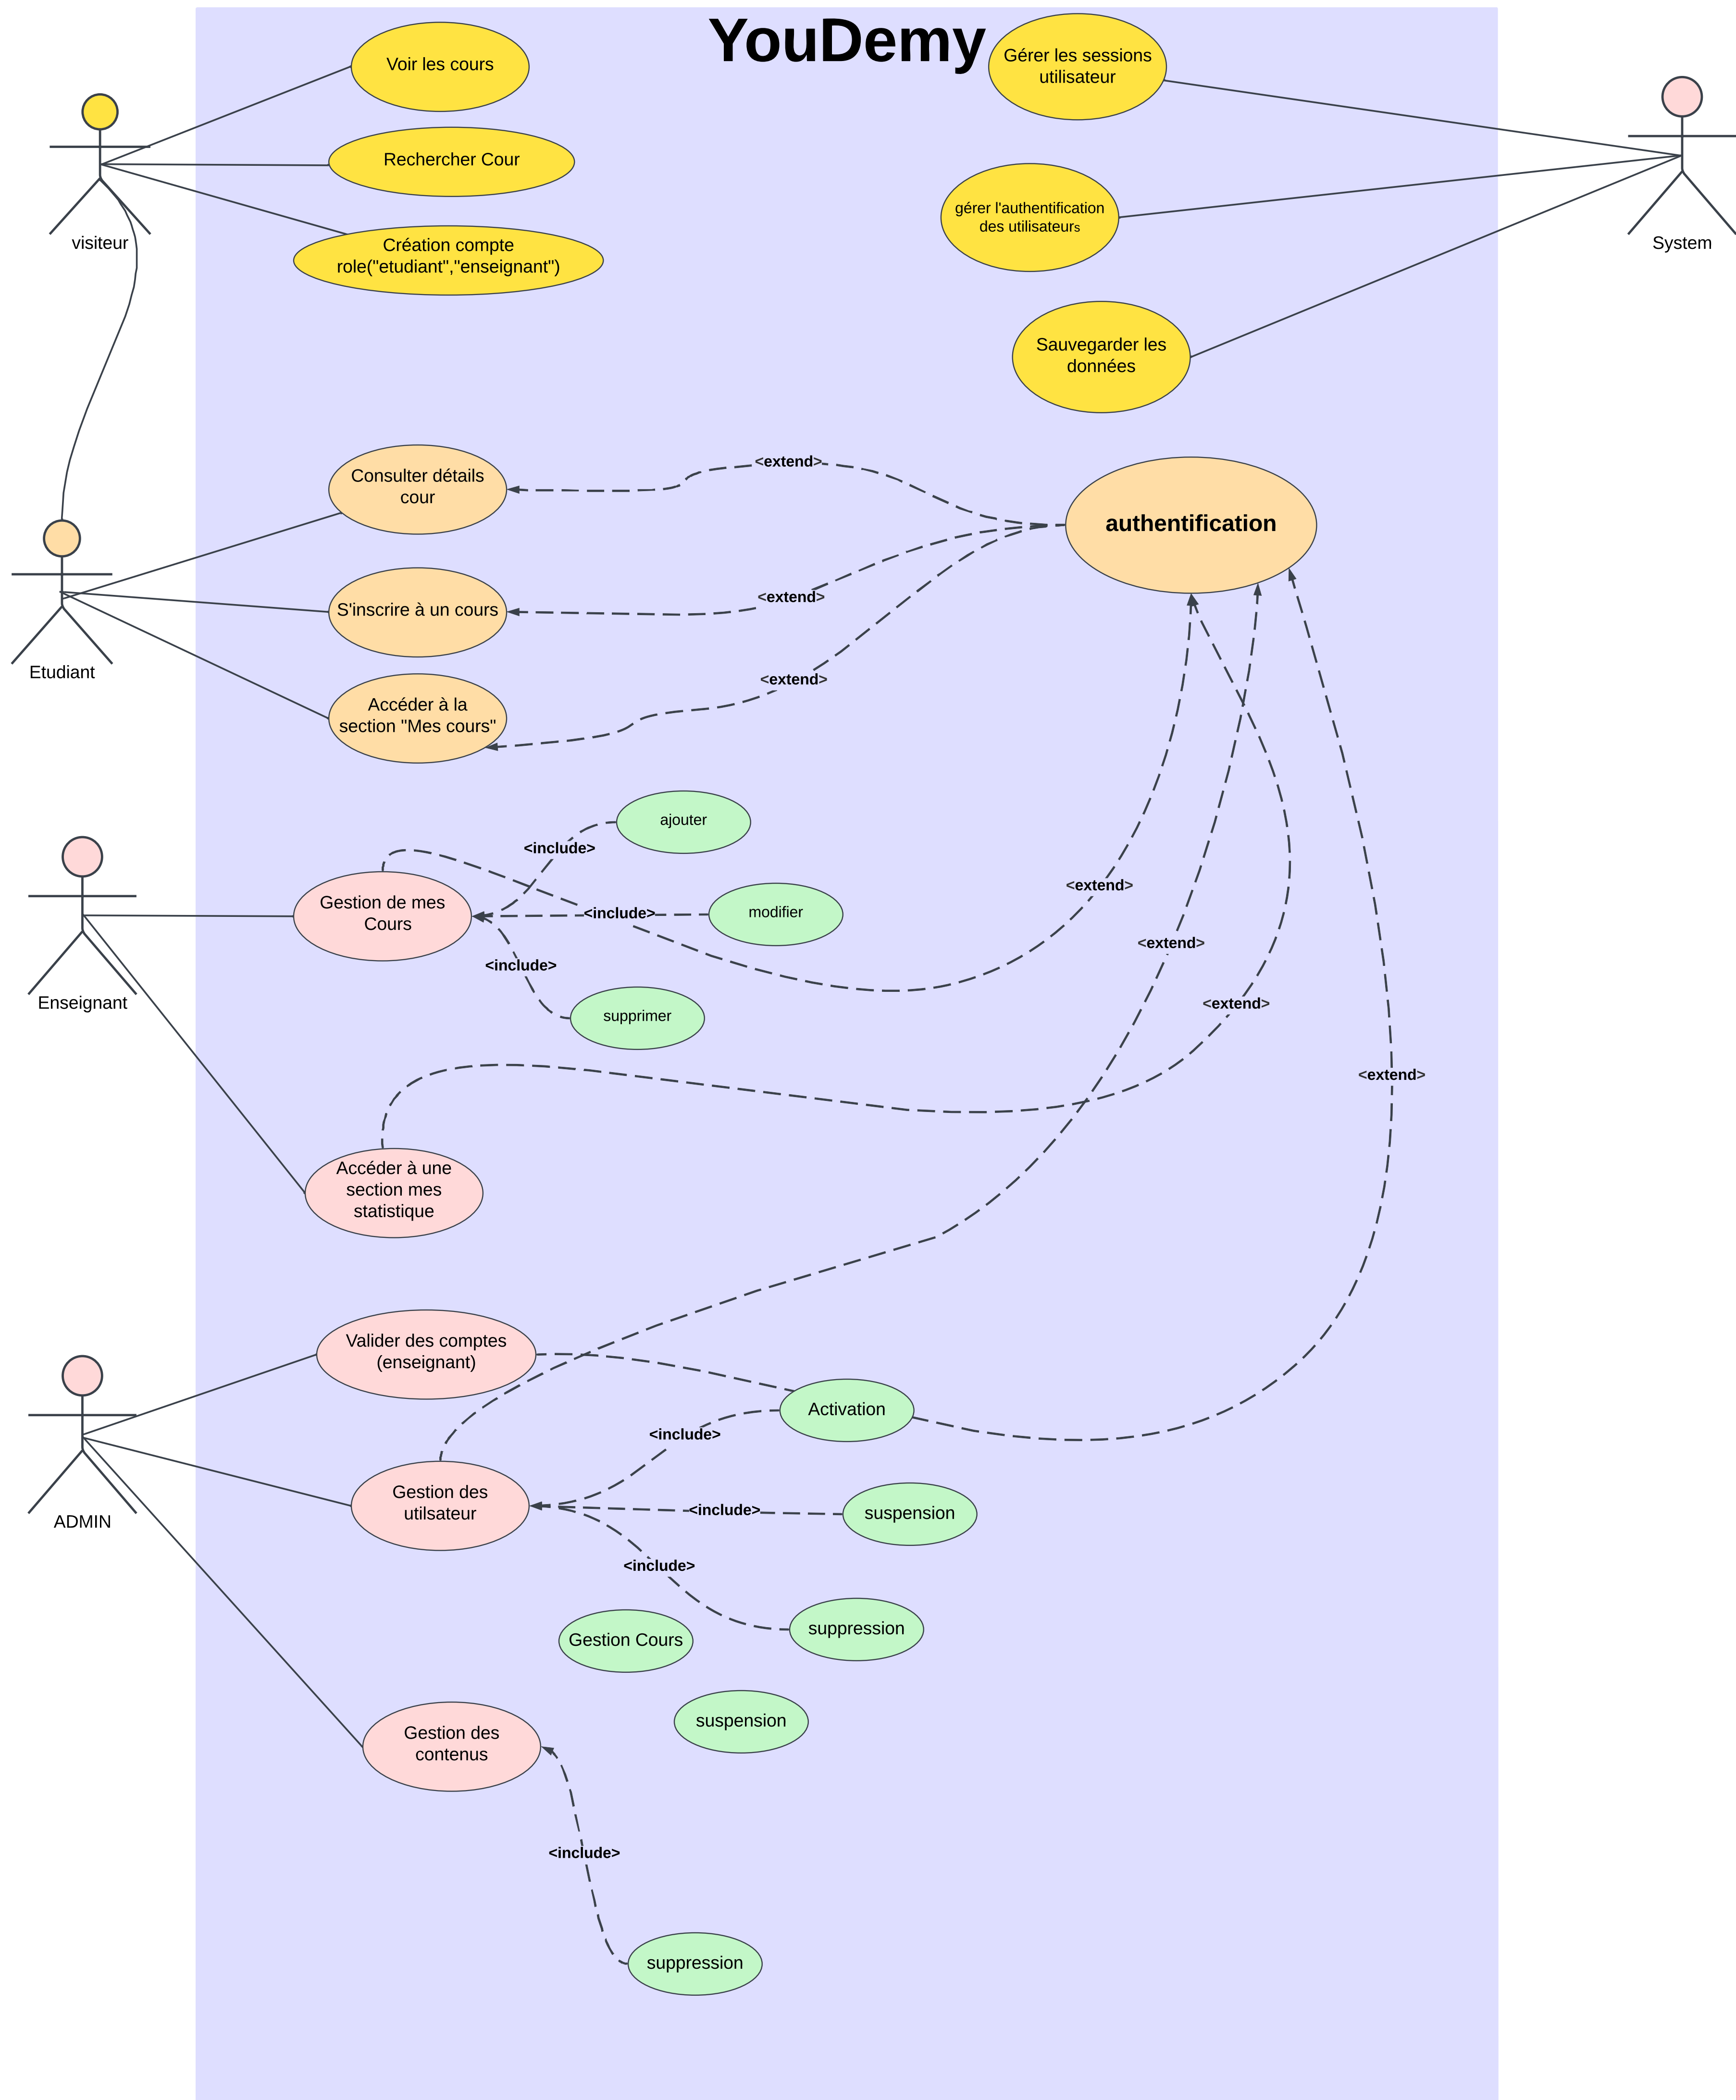 YouDemy
Voir les cours
Gérer les sessions
utilisateur
Rechercher Cour
gérer l'authentification
des utilisateurs
visiteur
System
Création compte
role("etudiant","enseignant")
Sauvegarder les
données
Consulter détails
cour
<extend>
authentification
S'inscrire à un cours
<extend>
Etudiant
Accéder à la
section "Mes cours"
<extend>
ajouter
<include>
Gestion de mes
Cours
<include>
modifier
<extend>
<extend>
<include>
Enseignant
supprimer
<extend>
<extend>
Accéder à une
section mes
statistique
Valider des comptes
(enseignant)
Activation
<include>
Gestion des
utilsateur
<include>
suspension
ADMIN
<include>
suppression
Gestion Cours
suspension
Gestion des
contenus
<include>
suppression